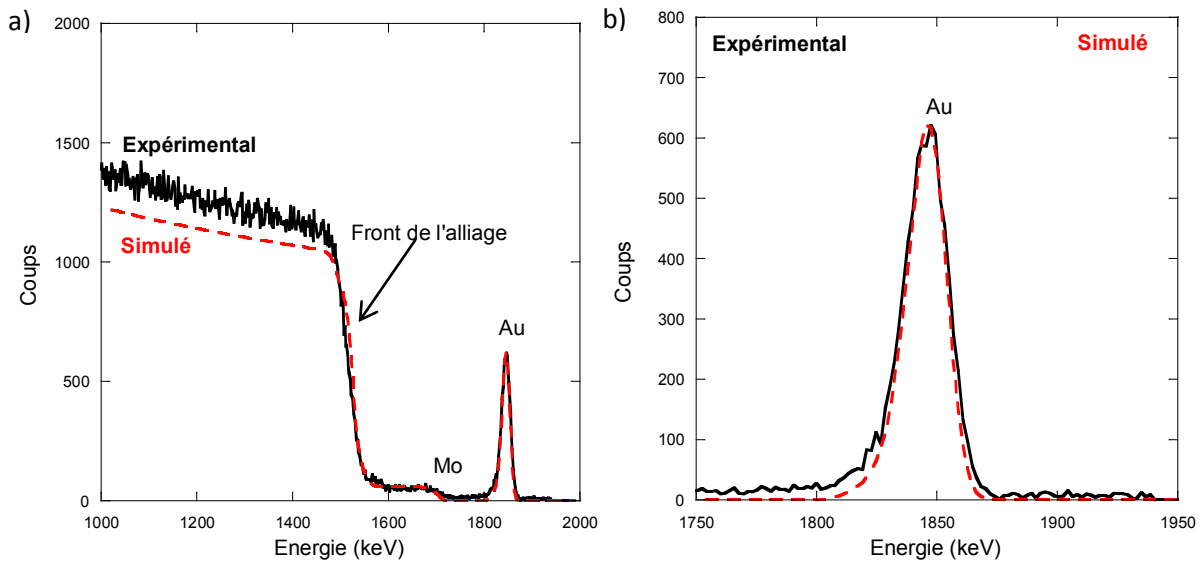 a)
2000
1500
1000
500
0
1000
1200
1400
1600
1800
2000
Coups
Energie (keV)
Expérimental
Simulé
Front de l'alliage
Mo
Au
b)
800
700
600
500
400
300
200
100
0
1750
1800
1850
1900
1950
Coups
Energie (keV)
Expérimental
Simulé
Au